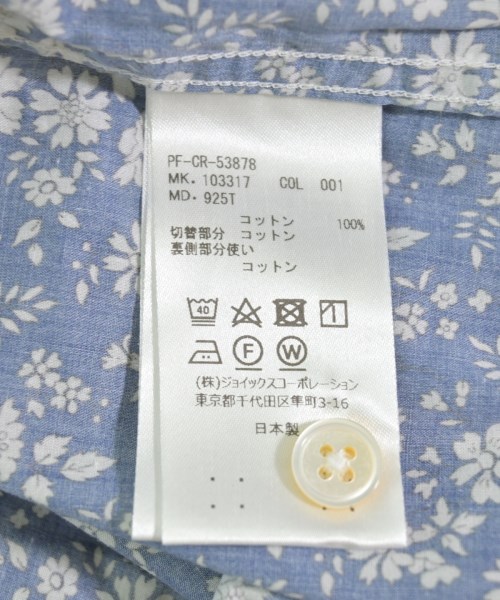 PF-CR-53878
MK. 103317 COL 001
MD. 925T
コットン 100%
切替部分 コットン
裏側部分使い
コットン
40
F W
(株)ジョイックスコーポレーション
東京都千代田区隼町3-16
日本製